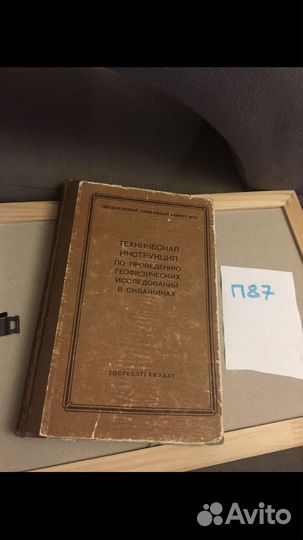 ГОСУДАРСТВЕННЫЙ ГЕОЛОГИЧЕСКИЙ КОМИТЕТ СССР
ТЕХНИЧЕСКАЯ
ИНСТРУКЦИЯ
ПО ПРОВЕДЕНИЮ
ГЕОФИЗИЧЕСКИХ
ИССЛЕДОВАНИЙ
В СКВАЖИНАХ
ГОСГЕОЛТЕХИЗДАТ
П87
Avito